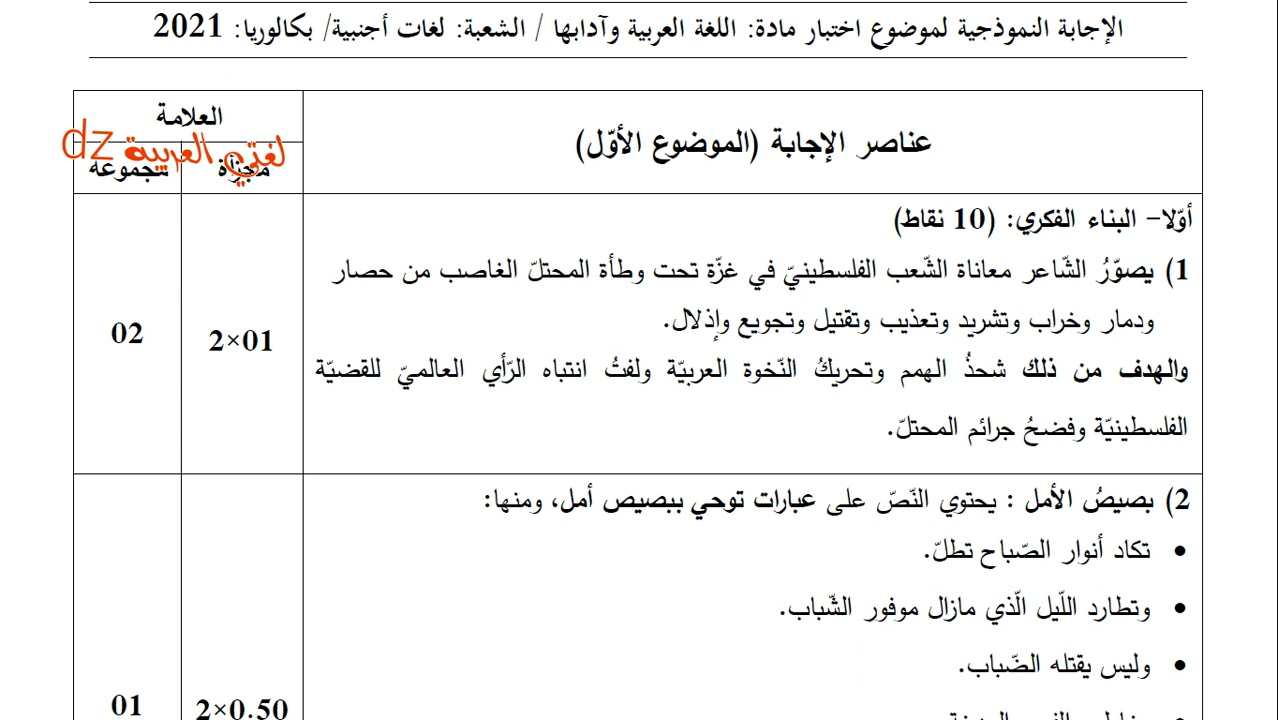 الإجابة النموذجية لموضوع اختبار مادة: اللغة العربية وآدابها / الشعبة: لغات أجنبية/ بكالوريا: 2021
عناصر الإجابة (الموضوع الأوّل)
العلامة
لغتي العربية dz
مجزأة
مجموعة
أوّلا- البناء الفكري: (10 نقاط)
1) يصوّرُ الشّاعر معاناة الشّعب الفلسطينيّ في غزّة تحت وطأة المحتلّ الغاصب من حصار
ودمار وخراب وتشريد وتعذيب وتقتيل وتجويع وإذلال.
والهدف من ذلك شحذُ الهمم وتحريكُ النّخوة العربيّة ولفتُ انتباه الرّأي العالميّ للقضيّة
الفلسطينيّة وفضحُ جرائم المحتلّ.
2×01
02
2) بصيصُ الأمل : يحتوي النّصّ على عبارات توحي ببصيص أمل، ومنها:
• تكاد أنوار الصّباح تطلّ.
• وتطارد اللّيل الّذي مازال موفور الشّباب.
• وليس يقتله الضّباب.
2×0.50
01